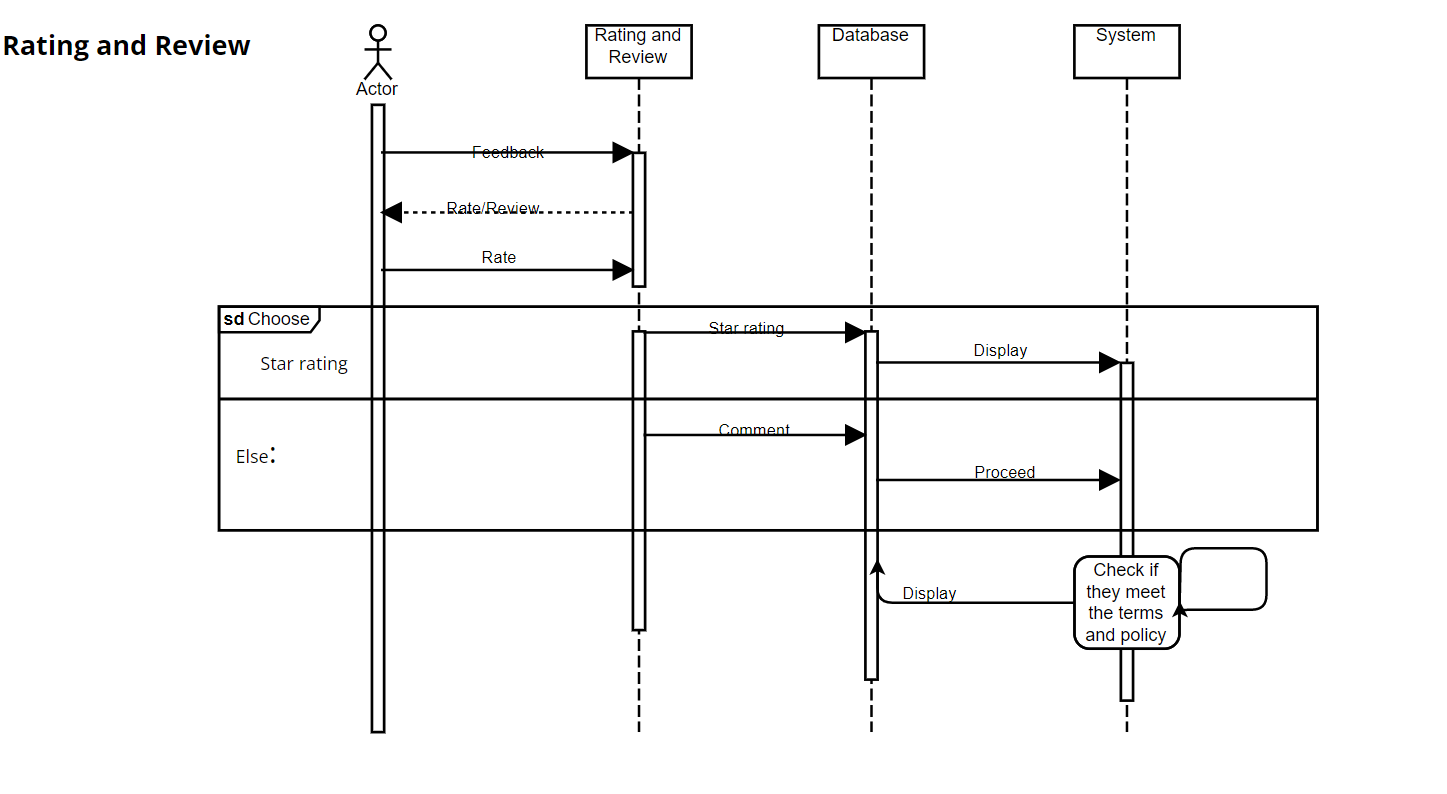 Rating and Review
Actor
Rating and
Review
Database
System
Feedback
Rate/Review
Rate
sd Choose
Star rating
Star rating
Display
Else:
Comment
Proceed
Display
Check if
they meet
the terms
and policy